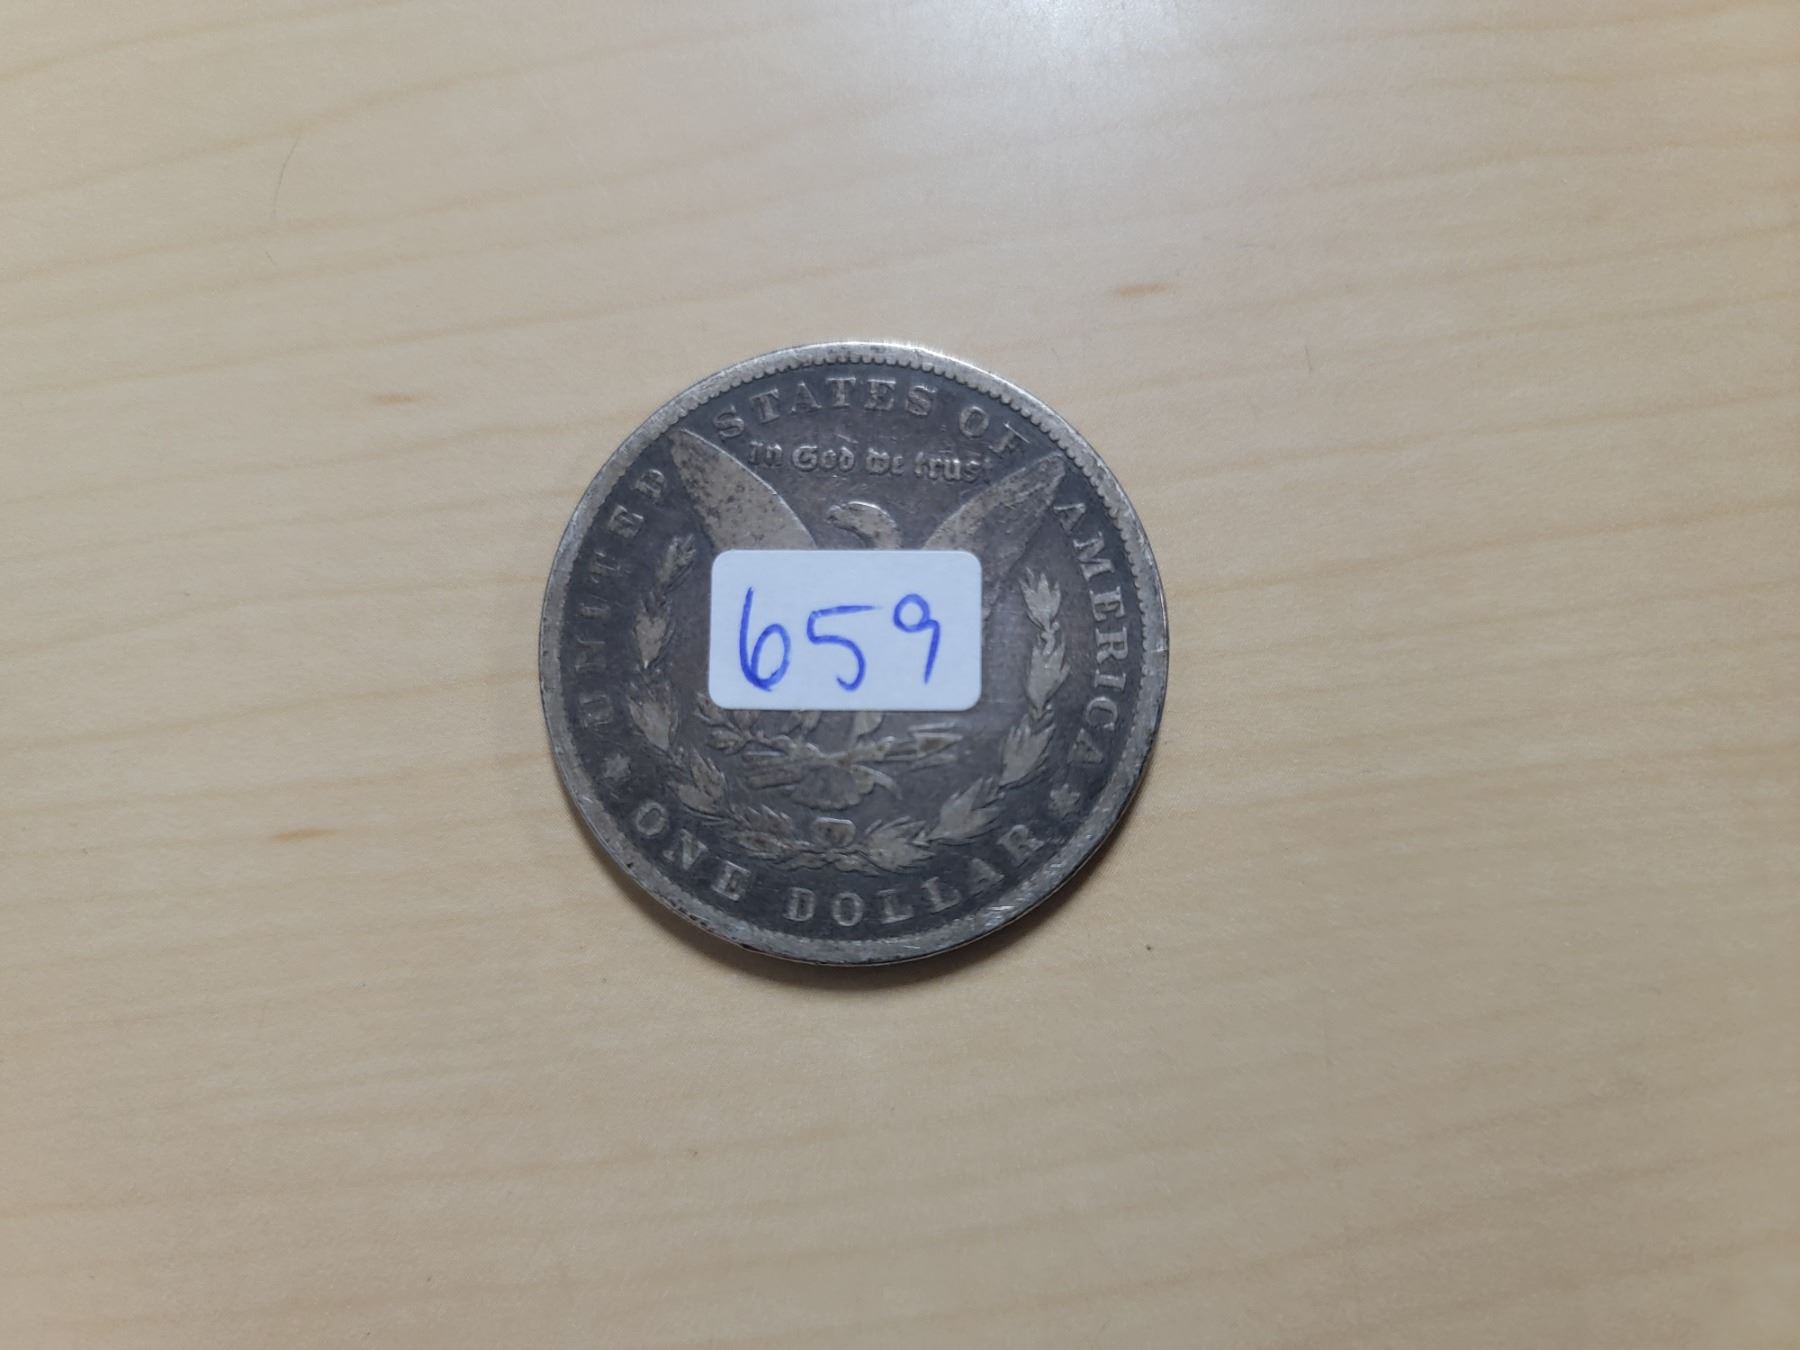 UNITED STATES OF AMERICA
In God we trust
659
ONE DOLLAR